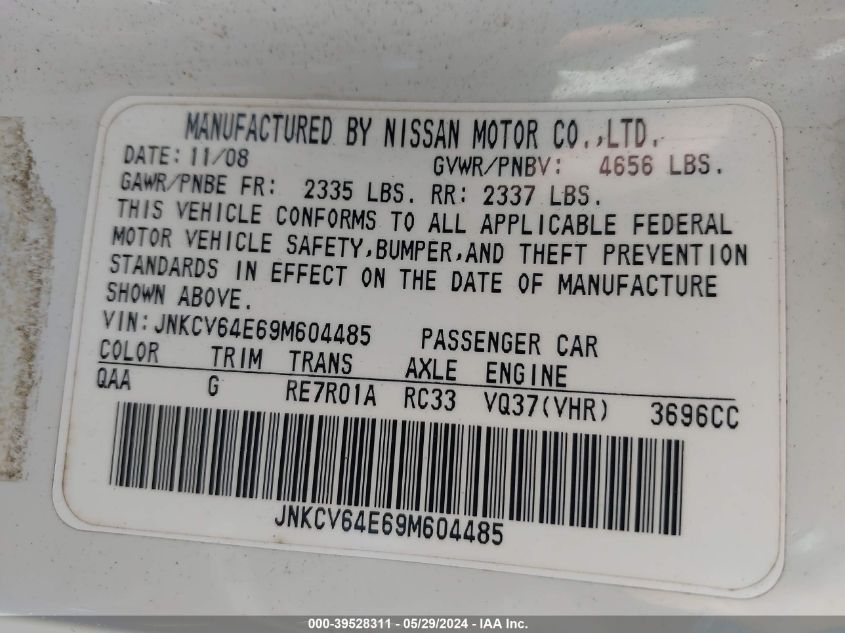 MANUFACTURED BY NISSAN MOTOR CO.,LTD.
DATE: 11/08 GVWR/PNBV: 4656 LBS.
GAWR/PNBE FR: 2335 LBS. RR: 2337 LBS.
THIS VEHICLE CONFORMS TO ALL APPLICABLE FEDERAL
MOTOR VEHICLE SAFETY,BUMPER,AND THEFT PREVENTION
STANDARDS IN EFFECT ON THE DATE OF MANUFACTURE
SHOWN ABOVE.
VIN: JNKCV64E69M604485 PASSENGER CAR
COLOR TRIM TRANS AXLE ENGINE
QAA G RE7R01A RC33 VQ37(VHR) 3696CC
JNKCV64E69M604485
000-39528311 - 05/29/2024 - IAA Inc.